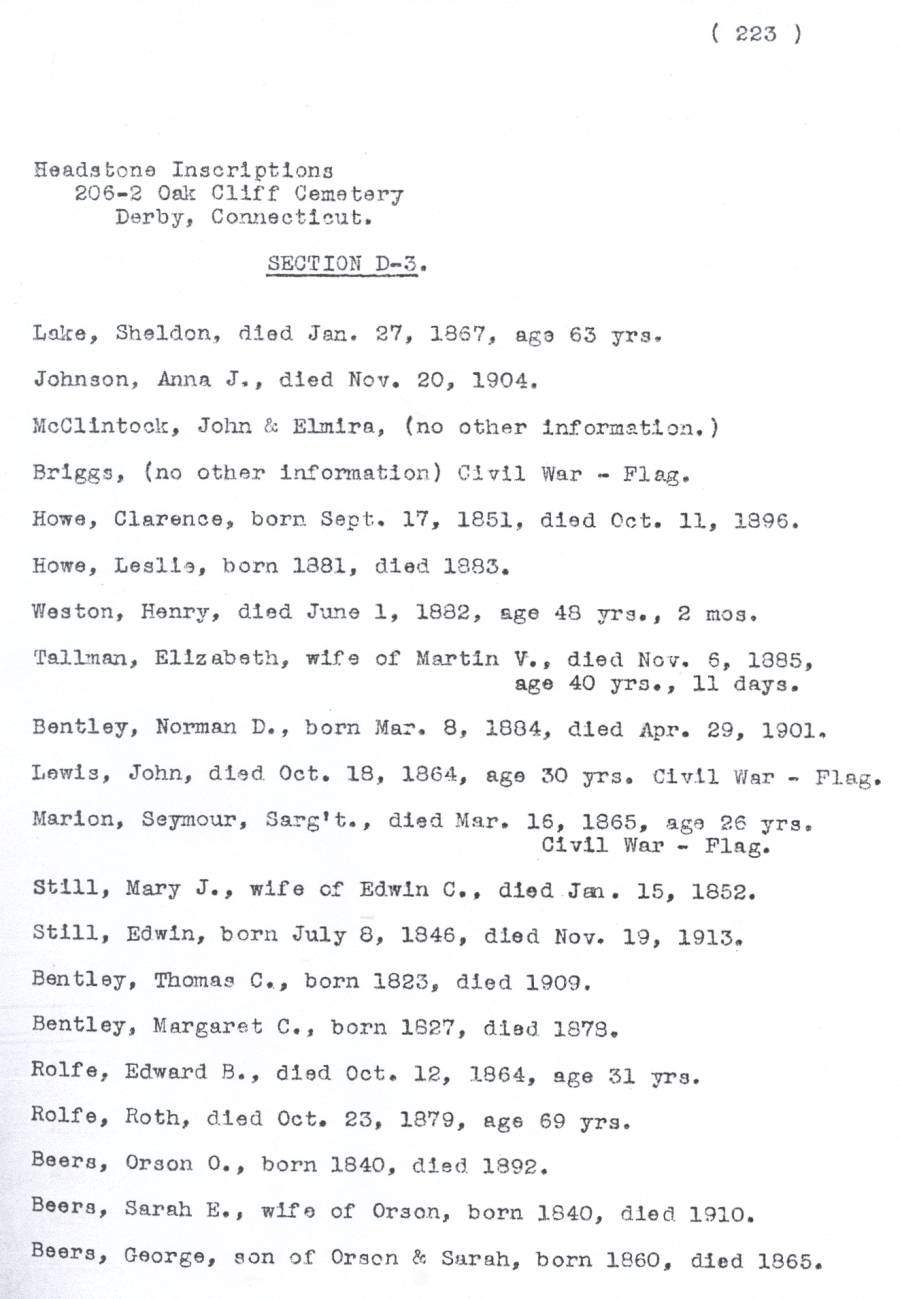 ( 223 )
Headstone Inscriptions
206-2 Oak Cliff Cemetery
Derby, Connecticut.
SECTION D-3.
Lake, Sheldon, died Jan. 27, 1867, age 63 yrs.
Johnson, Anna J., died Nov. 20, 1904.
McClintock, John & Elmira, (no other information.)
Briggs, (no other information) Civil War - Flag.
Howe, Clarence, born Sept. 17, 1851, died Oct. 11, 1896.
Howe, Leslie, born 1881, died 1883.
Weston, Henry, died June 1, 1882, age 48 yrs., 2 mos.
Tallman, Elizabeth, wife of Martin V., died Nov. 6, 1885,
age 40 yrs., 11 days.
Bentley, Norman D., born Mar. 8, 1884, died Apr. 29, 1901.
Lewis, John, died Oct. 18, 1864, age 30 yrs. Civil War - Flag.
Marion, Seymour, Sarg't., died Mar. 16, 1865, age 26 yrs.
Civil War - Flag.
Still, Mary J., wife of Edwin C., died Jan. 15, 1852.
Still, Edwin, born July 8, 1846, died Nov. 19, 1913.
Bentley, Thomas C., born 1823, died 1909.
Bentley, Margaret C., born 1827, died 1878.
Rolfe, Edward B., died Oct. 12, 1864, age 31 yrs.
Rolfe, Roth, died Oct. 23, 1879, age 69 yrs.
Beers, Orson O., born 1840, died 1892.
Beers, Sarah E., wife of Orson, born 1840, died 1910.
Beers, George, son of Orson & Sarah, born 1860, died 1865.